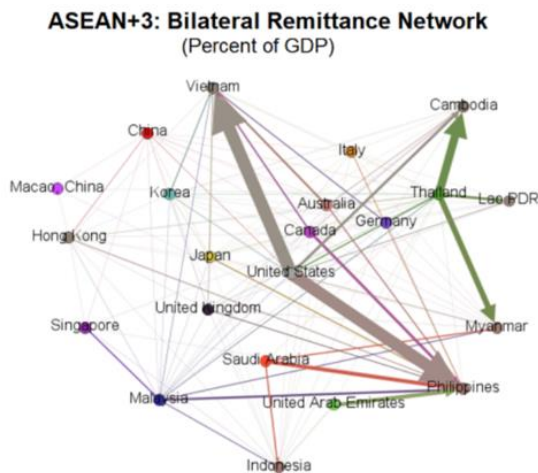 ASEAN+3: Bilateral Remittance Network
(Percent of GDP)
Vietnam
Cambodia
China
Italy
Macao, China
Korea
Thailand
Lao PDR
Australia
Hong Kong
Canada
Germany
Japan
United States
United Kingdom
Singapore
Myanmar
Saudi Arabia
Philippines
Malaysia
United Arab Emirates
Indonesia